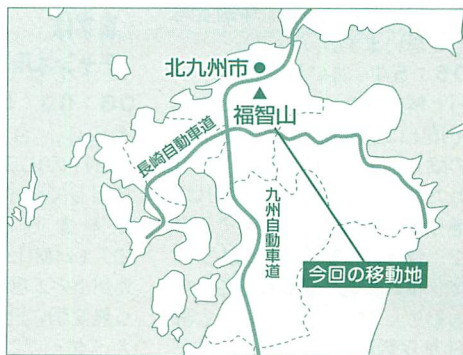 北九州市
福智山
長崎自動車道
九州自動車道
今回の移動地